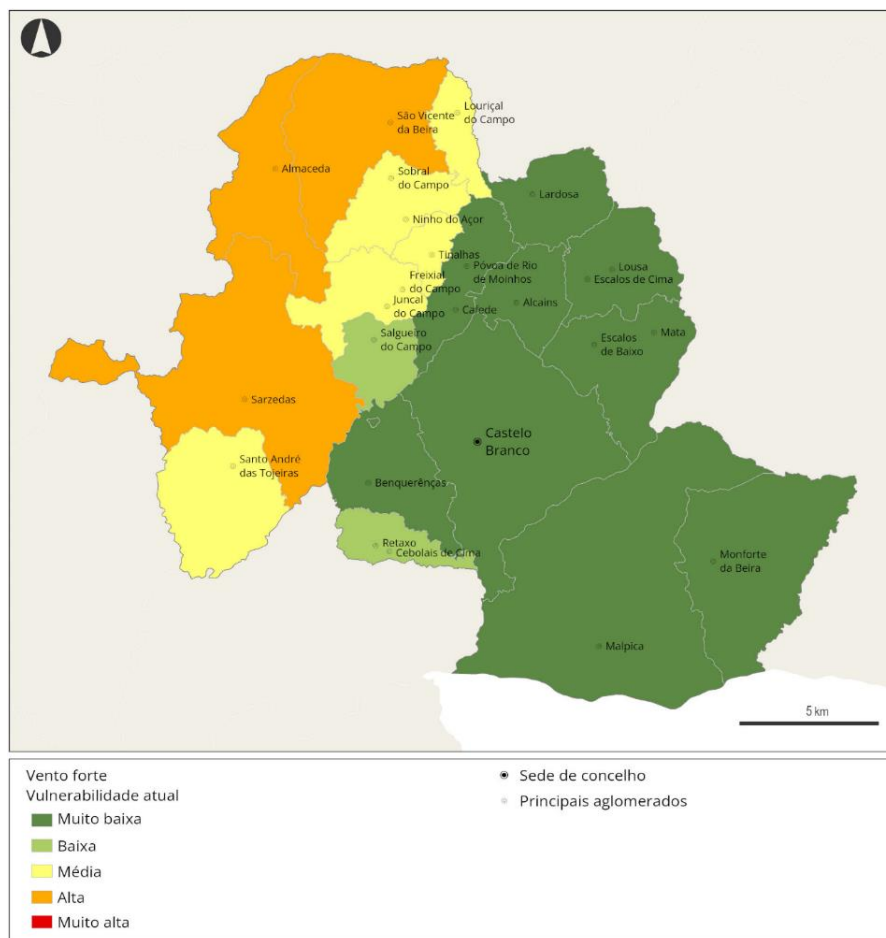 Louriçal
do Campo
São Vicente
da Beira
Almaceda
Sobral
do Campo
Lardosa
Ninho do Açor
Tinalhas
Póvoa de Rio
de Moinhos
Lousa
Escalos de Cima
Freixial
do Campo
Juncal
do Campo
Cafede
Alcains
Salgueiro
do Campo
Escalos
de Baixo
Mata
Sarzedas
Castelo
Branco
Santo André
das Tojeiras
Benquerênças
Retaxo
Cebolais de Cima
Monforte
da Beira
Malpica
5 km
Vento forte
Vulnerabilidade atual
Muito baixa
Baixa
Média
Alta
Muito alta
Sede de concelho
Principais aglomerados